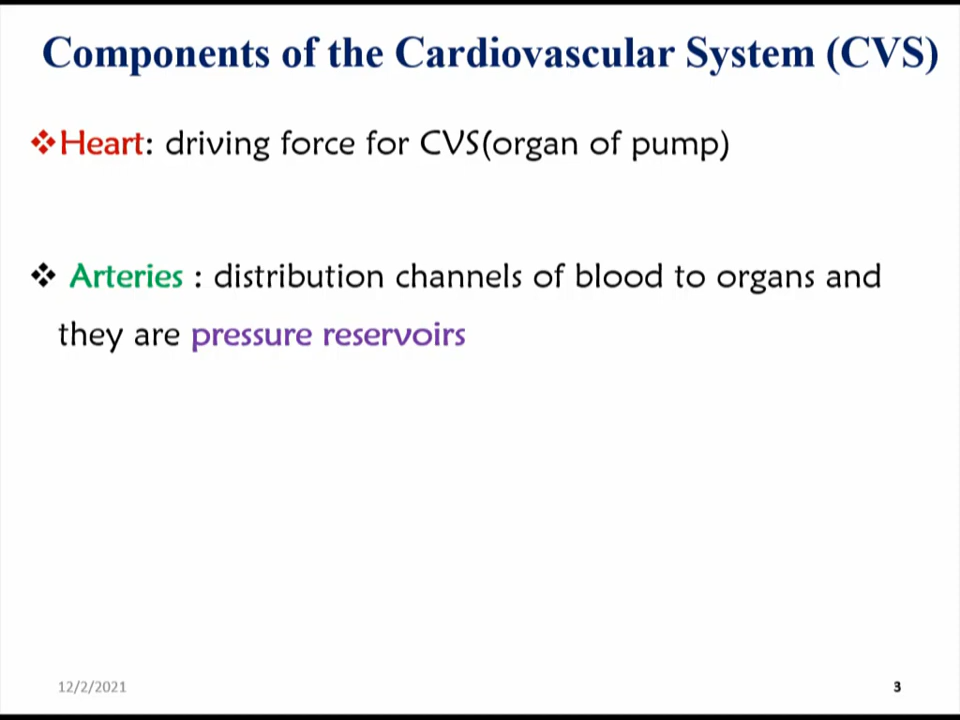 Components of the Cardiovascular System (CVS)
❖Heart: driving force for CVS(organ of pump)
❖ Arteries : distribution channels of blood to organs and
they are pressure reservoirs
12/2/2021
3